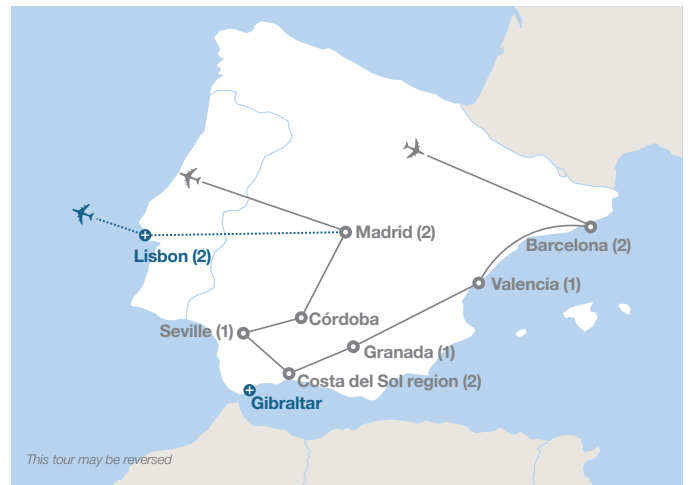 Madrid (2)
Barcelona (2)
Lisbon (2)
Valencia (1)
Córdoba
Seville (1)
Granada (1)
Costa del Sol region (2)
Gibraltar
This tour may be reversed